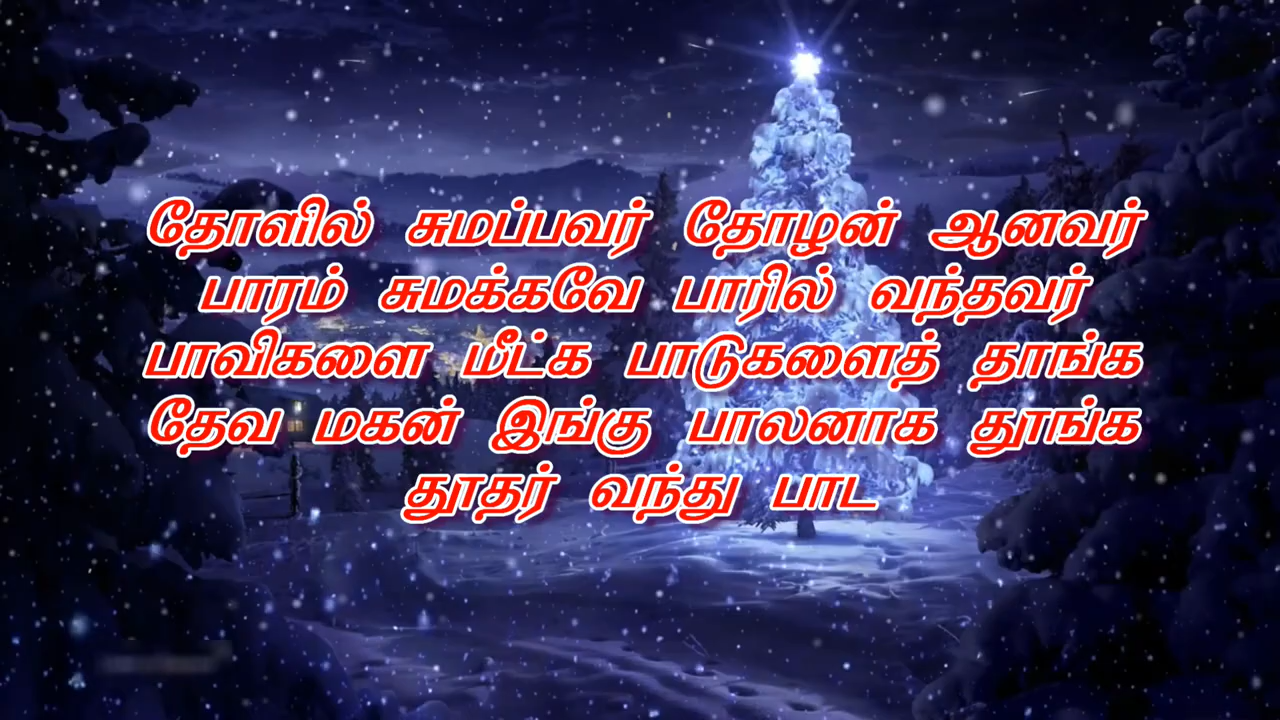 தோளில் சுமப்பவர் தோழன் ஆனவர்
பாரம் சுமக்கவே பாரில் வந்தவர்
பாவிகளை மீட்க பாடுகளைத் தாங்க
தேவ மகன் இங்கு பாலனாக தூங்க
தூதர் வந்து பாட